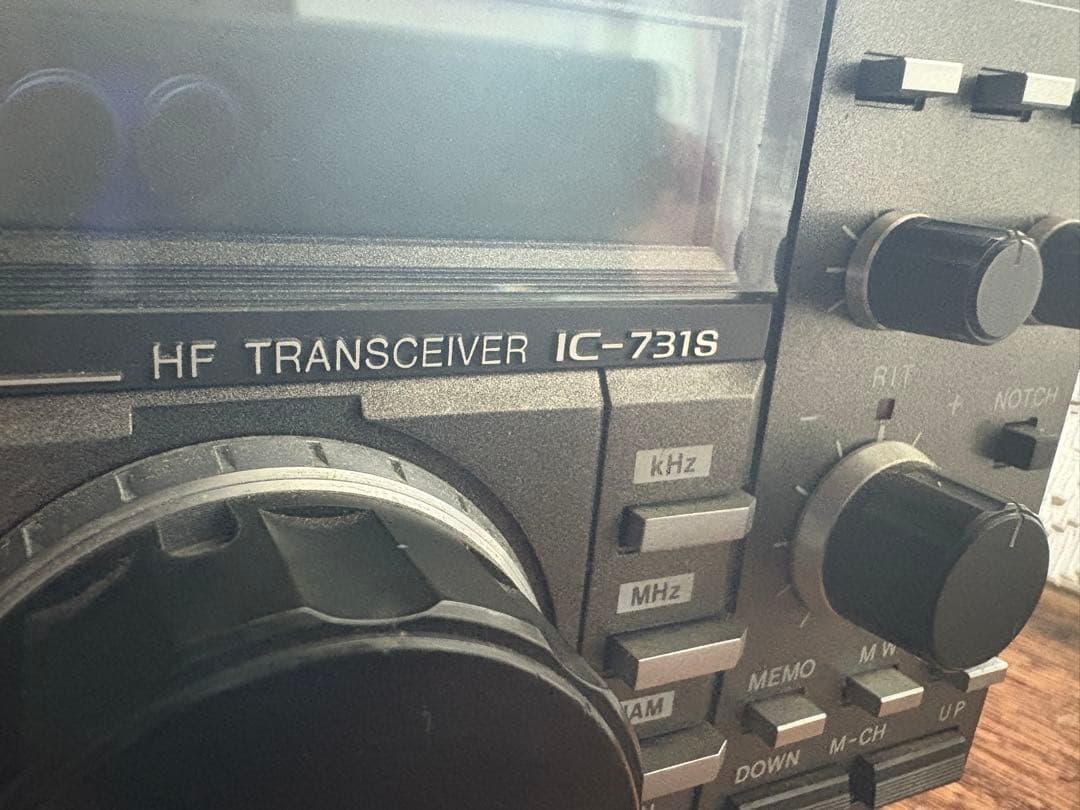 HF TRANSCEIVER IC-731S
RIT
- +
NOTCH
kHz
MHz
MEMO
MW
DOWN M-CH UP